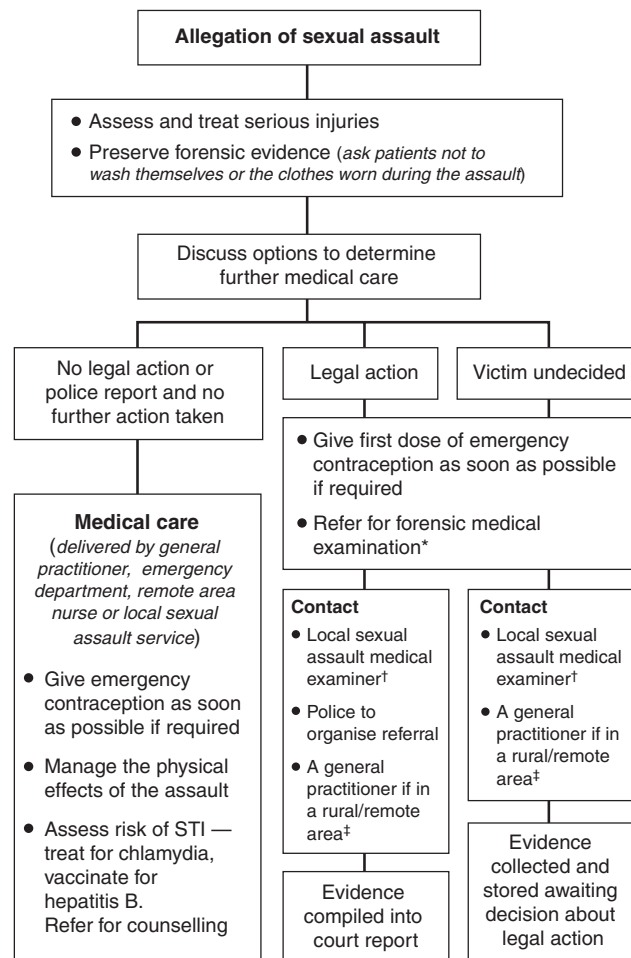 Allegation of sexual assault
● Assess and treat serious injuries
● Preserve forensic evidence (ask patients not to
wash themselves or the clothes worn during the assault)
Discuss options to determine
further medical care
No legal action or
police report and no
further action taken
Legal action
Victim undecided
● Give first dose of emergency
contraception as soon as possible
if required
● Refer for forensic medical
examination*
Medical care
(delivered by general
practitioner, emergency
department, remote area
nurse or local sexual
assault service)
● Give emergency
contraception as soon
as possible if required
● Manage the physical
effects of the assault
● Assess risk of STI —
treat for chlamydia,
vaccinate for
hepatitis B.
Refer for counselling
Contact
● Local sexual
assault medical
examiner†
● Police to
organise referral
● A general
practitioner if in
a rural/remote
area‡
Evidence
compiled into
court report
Contact
● Local sexual
assault medical
examiner†
● A general
practitioner if in
a rural/remote
area‡
Evidence
collected and
stored awaiting
decision about
legal action